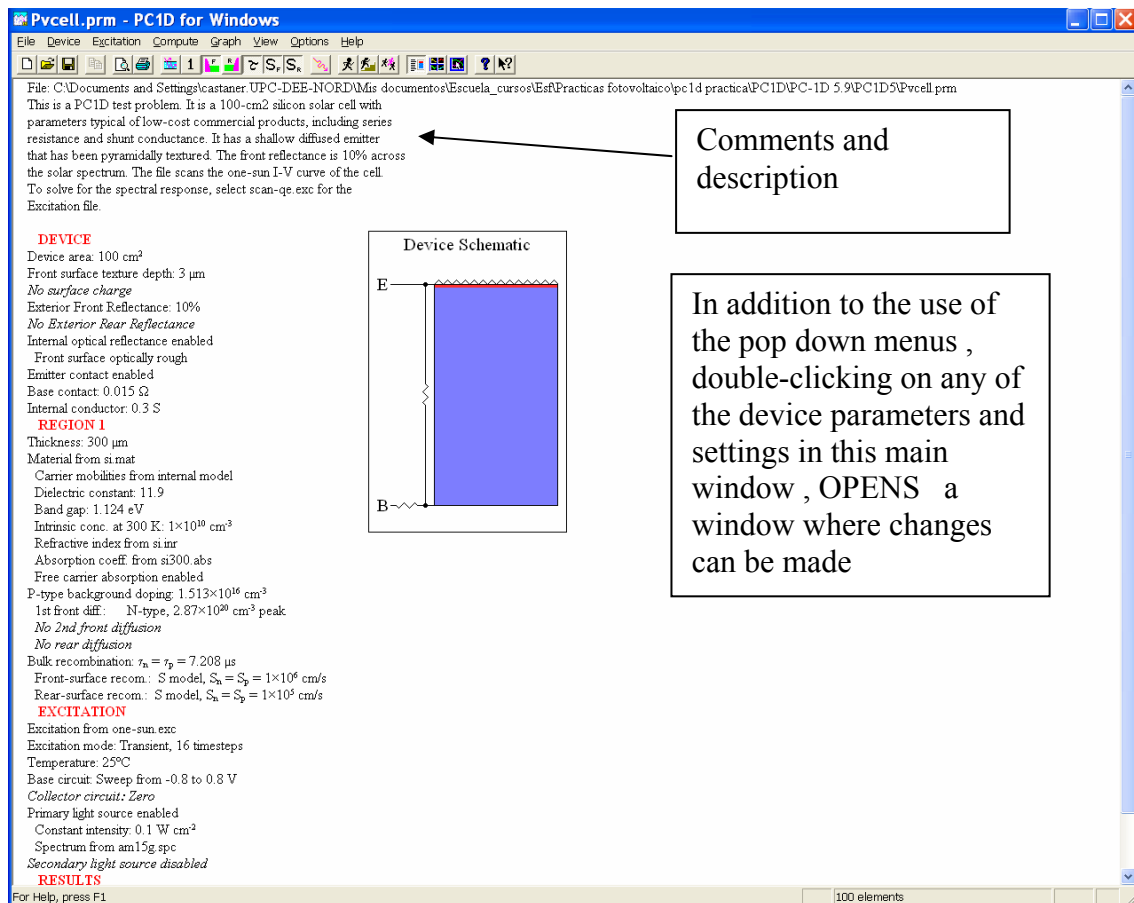 Pvcell.prm - PC1D for Windows
File Device Excitation Compute Graph View Options Help
File: C:\Documents and Settings\castaner.UPC-DEE-NORD\Mis documentos\Escuela_cursos\Esf\Practicas fotovoltaico\pc1d practica\PC1D\PC-1D 5.9\PC1D5\Pvcell.prm
This is a PC1D test problem. It is a 100-cm2 silicon solar cell with
parameters typical of low-cost commercial products, including series
resistance and shunt conductance. It has a shallow diffused emitter
that has been pyramidally textured. The front reflectance is 10% across
the solar spectrum. The file scans the one-sun I-V curve of the cell.
To solve for the spectral response, select scan-qe.exc for the
Excitation file.
Comments and
description
DEVICE
Device area: 100 cm²
Front surface texture depth: 3 µm
No surface charge
Exterior Front Reflectance: 10%
No Exterior Rear Reflectance
Internal optical reflectance enabled
Front surface optically rough
Emitter contact enabled
Base contact: 0.015 Ω
Internal conductor: 0.3 S
REGION 1
Thickness: 300 µm
Material from si.mat
Carrier mobilities from internal model
Dielectric constant: 11.9
Band gap: 1.124 eV
Intrinsic conc. at 300 K: 1×10¹⁰ cm⁻³
Refractive index from si.inr
Absorption coeff. from si300.abs
Free carrier absorption enabled
P-type background doping: 1.513×10¹⁶ cm⁻³
1st front diff.: N-type, 2.87×10²⁰ cm⁻³ peak
No 2nd front diffusion
No rear diffusion
Bulk recombination: τn = τp = 7.208 µs
Front-surface recom.: S model, Sn = Sp = 1×10⁶ cm/s
Rear-surface recom.: S model, Sn = Sp = 1×10⁵ cm/s
EXCITATION
Excitation from one-sun.exc
Excitation mode: Transient, 16 timesteps
Temperature: 25°C
Base circuit: Sweep from -0.8 to 0.8 V
Collector circuit: Zero
Primary light source enabled
Constant intensity: 0.1 W cm⁻²
Spectrum from am15g.spc
Secondary light source disabled
RESULTS
Device Schematic
E
B
In addition to the use of
the pop down menus ,
double-clicking on any of
the device parameters and
settings in this main
window , OPENS a
window where changes
can be made
For Help, press F1
100 elements